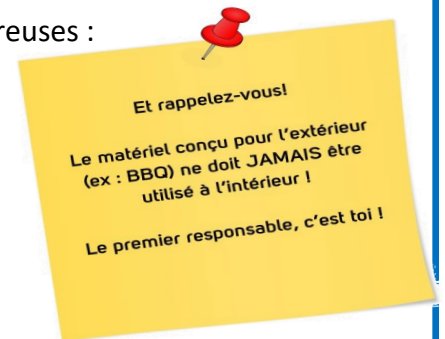 reuses :
Et rappelez-vous!
Le matériel conçu pour l'extérieur
(ex : BBQ) ne doit JAMAIS être
utilisé à l'intérieur !
Le premier responsable, c'est toi !